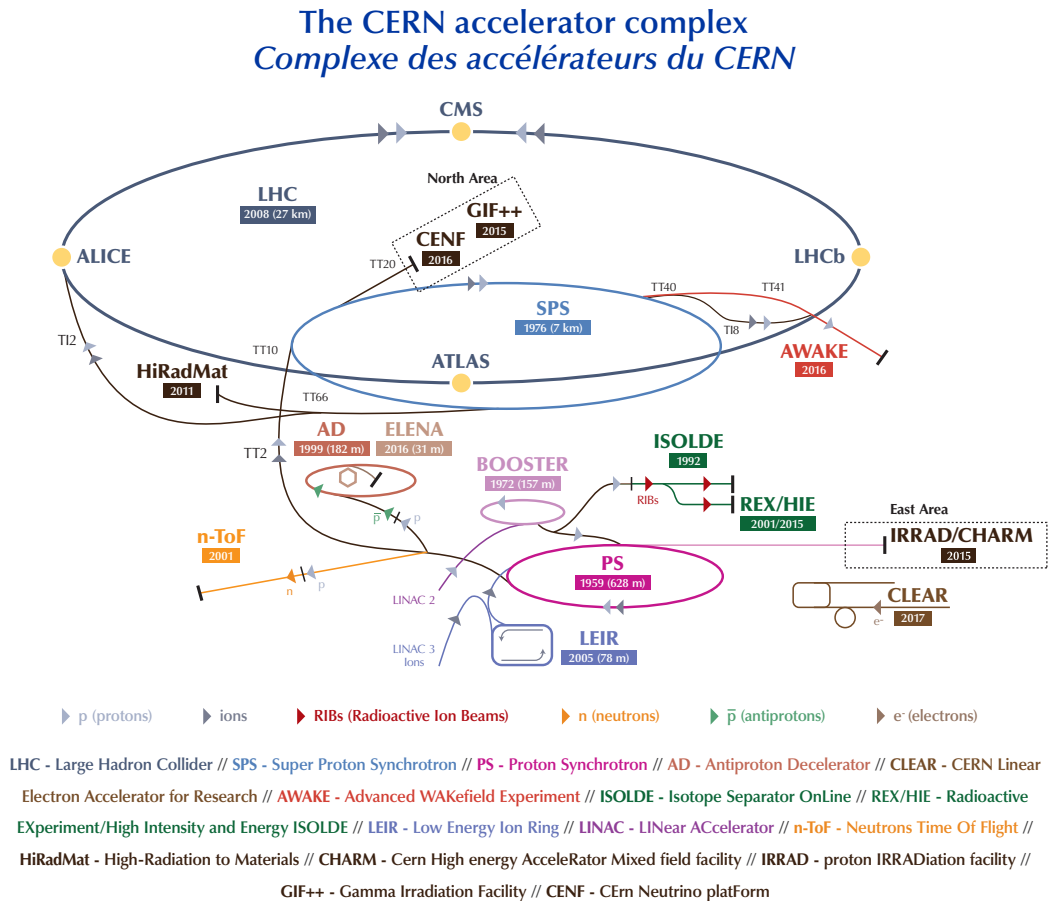 The CERN accelerator complex
Complexe des accélérateurs du CERN
CMS
North Area
LHC
2008 (27 km)
GIF++
2015
CENF
2016
ALICE
LHCb
TT20
TT40
TT41
SPS
1976 (7 km)
TI2
TI8
TT10
ATLAS
AWAKE
2016
HiRadMat
2011
TT66
AD
1999 (182 m)
ELENA
2016 (31 m)
TT2
ISOLDE
1992
BOOSTER
1972 (157 m)
RIBs
REX/HIE
2001/2015
East Area
p̅
p
n-ToF
2001
IRRAD/CHARM
2015
PS
1959 (628 m)
n
p
LINAC 2
CLEAR
2017
e-
LINAC 3
Ions
LEIR
2005 (78 m)
p (protons)
ions
RIBs (Radioactive Ion Beams)
n (neutrons)
p̅ (antiprotons)
e- (electrons)
LHC - Large Hadron Collider // SPS - Super Proton Synchrotron // PS - Proton Synchrotron // AD - Antiproton Decelerator // CLEAR - CERN Linear
Electron Accelerator for Research // AWAKE - Advanced WAKefield Experiment // ISOLDE - Isotope Separator OnLine // REX/HIE - Radioactive
EXperiment/High Intensity and Energy ISOLDE // LEIR - Low Energy Ion Ring // LINAC - LINear ACcelerator // n-ToF - Neutrons Time Of Flight //
HiRadMat - High-Radiation to Materials // CHARM - Cern High energy AcceleRator Mixed field facility // IRRAD - proton IRRADiation facility //
GIF++ - Gamma Irradiation Facility // CENF - CErn Neutrino platForm